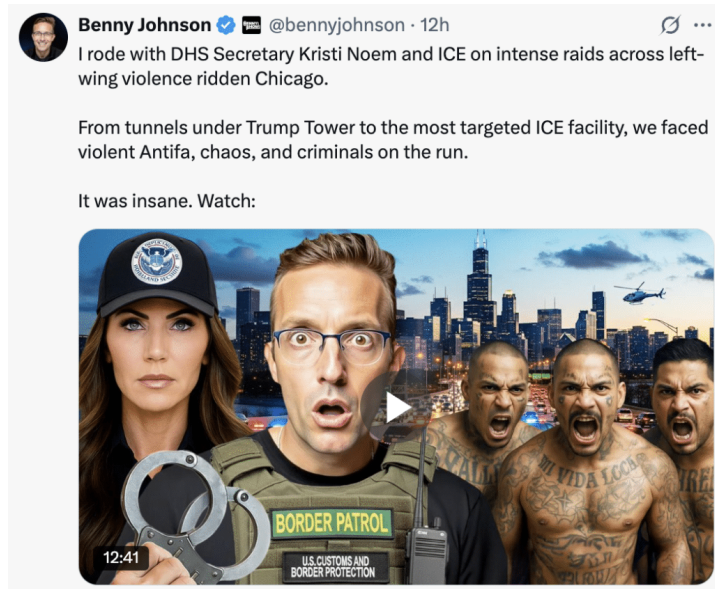 Benny Johnson @bennyjohnson · 12h
I rode with DHS Secretary Kristi Noem and ICE on intense raids across left-
wing violence ridden Chicago.
From tunnels under Trump Tower to the most targeted ICE facility, we faced
violent Antifa, chaos, and criminals on the run.
It was insane. Watch:
BORDER PATROL
MI VIDA LOCA
12:41
U.S. CUSTOMS AND
BORDER PROTECTION